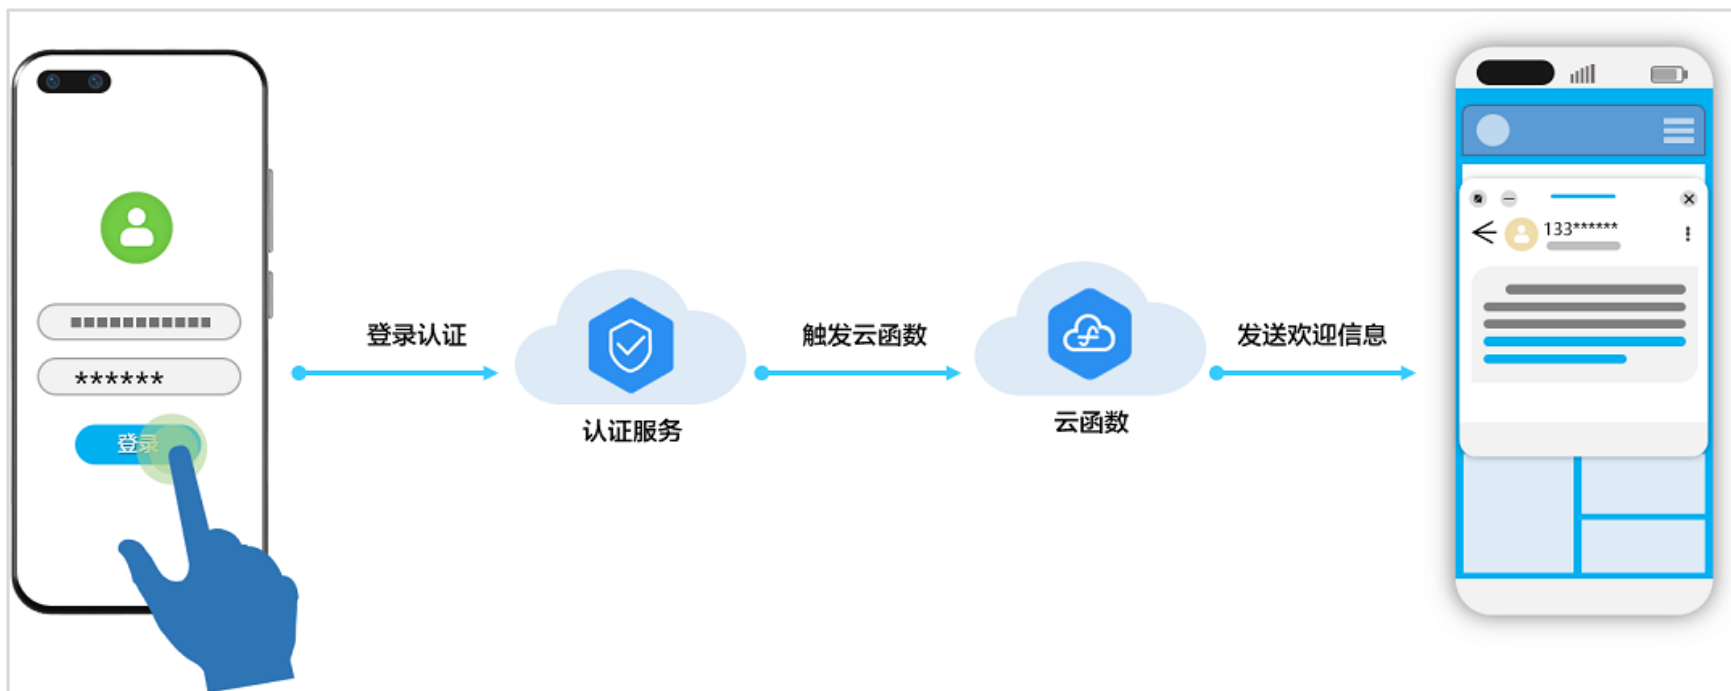 ******
登录
登录认证
认证服务
触发云函数
云函数
发送欢迎信息
133******